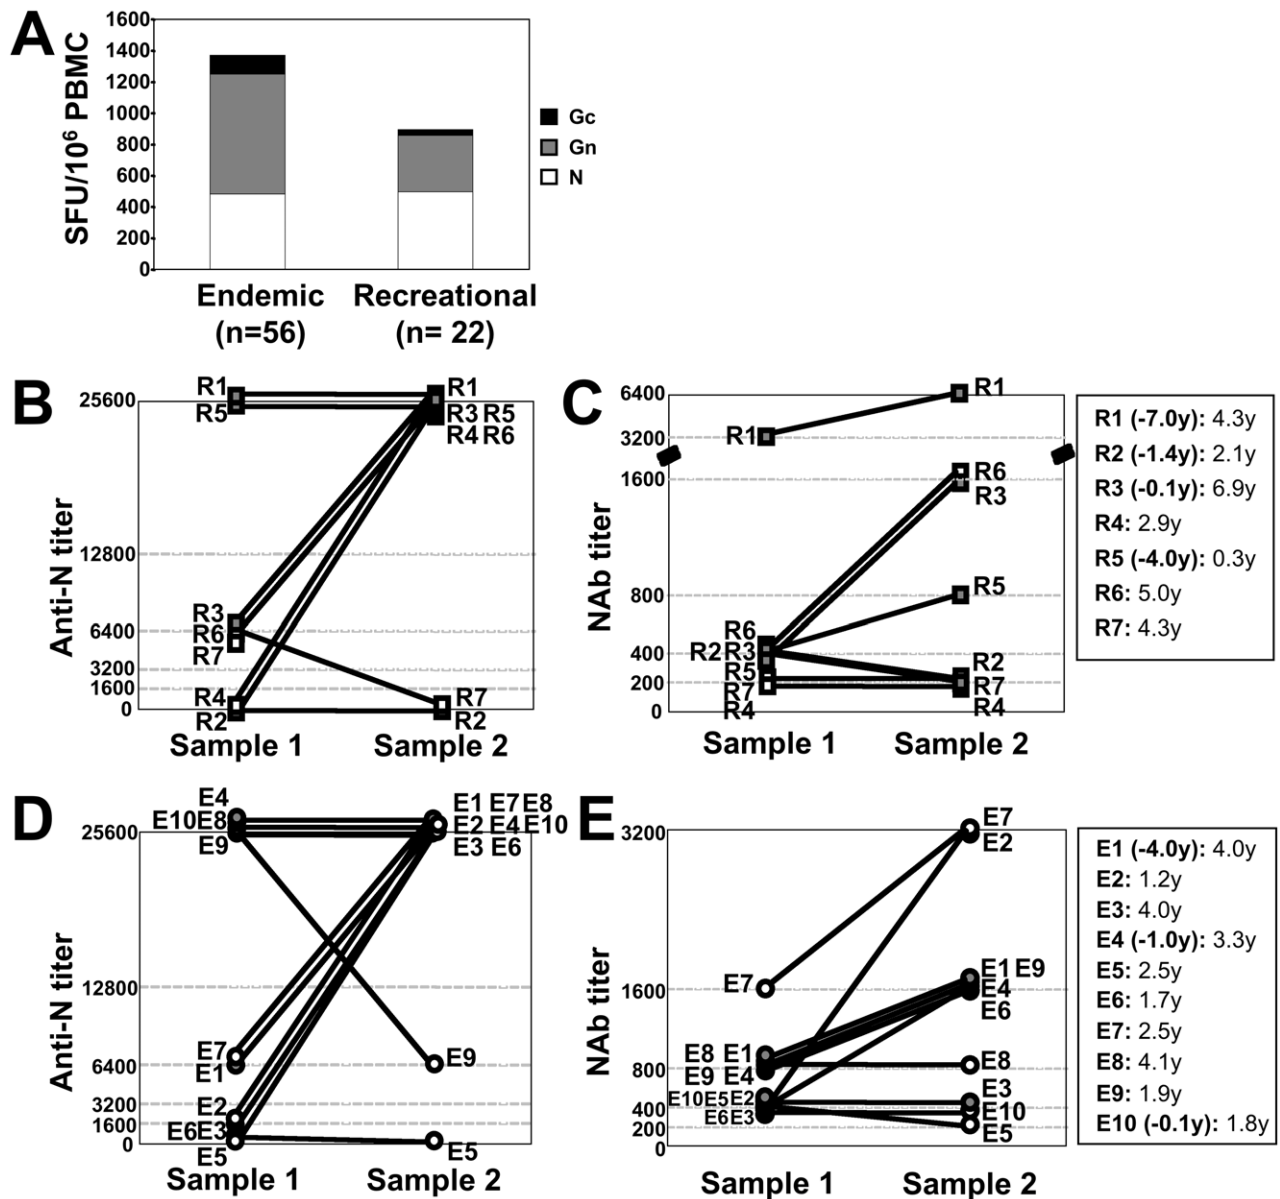 A
SFU/10⁶ PBMC
1600
1400
1200
1000
800
600
400
200
0
Gc
Gn
N
Endemic
(n=56)
Recreational
(n= 22)
B
Anti-N titer
25600
12800
6400
3200
1600
0
R1
R5
R3
R6
R7
R4
R2
R1
R3 R5
R4 R6
R7
R2
Sample 1
Sample 2
C
NAb titer
6400
3200
1600
800
400
200
0
R1
R6
R2 R3
R5
R7
R4
R1
R6
R3
R5
R2
R7
R4
Sample 1
Sample 2
R1 (-7.0y): 4.3y
R2 (-1.4y): 2.1y
R3 (-0.1y): 6.9y
R4: 2.9y
R5 (-4.0y): 0.3y
R6: 5.0y
R7: 4.3y
D
Anti-N titer
25600
12800
6400
3200
1600
0
E4
E10 E8
E9
E7
E1
E2
E6 E3
E5
E1 E7 E8
E2 E4 E10
E3 E6
E9
E5
Sample 1
Sample 2
E
NAb titer
3200
1600
800
400
200
0
E7
E8 E1
E9 E4
E10 E5 E2
E6 E3
E7
E2
E1 E9
E4
E6
E8
E3
E10
E5
Sample 1
Sample 2
E1 (-4.0y): 4.0y
E2: 1.2y
E3: 4.0y
E4 (-1.0y): 3.3y
E5: 2.5y
E6: 1.7y
E7: 2.5y
E8: 4.1y
E9: 1.9y
E10 (-0.1y): 1.8y